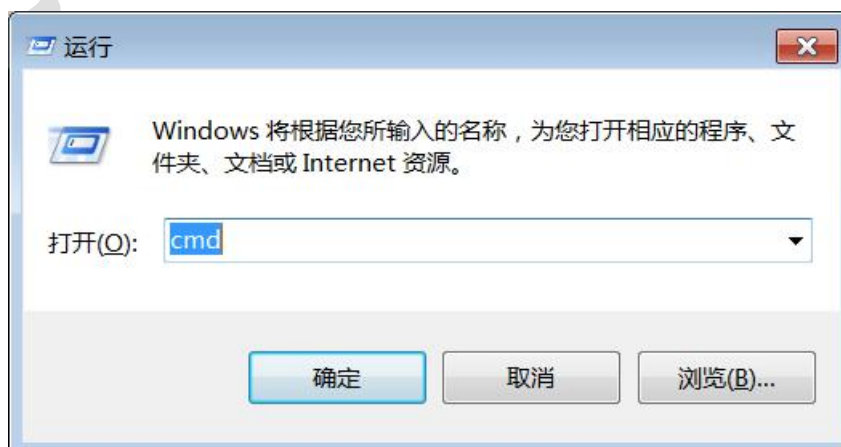 运行
Windows 将根据您所输入的名称，为您打开相应的程序、文
件夹、文档或 Internet 资源。
打开(O): cmd
确定 取消 浏览(B)...